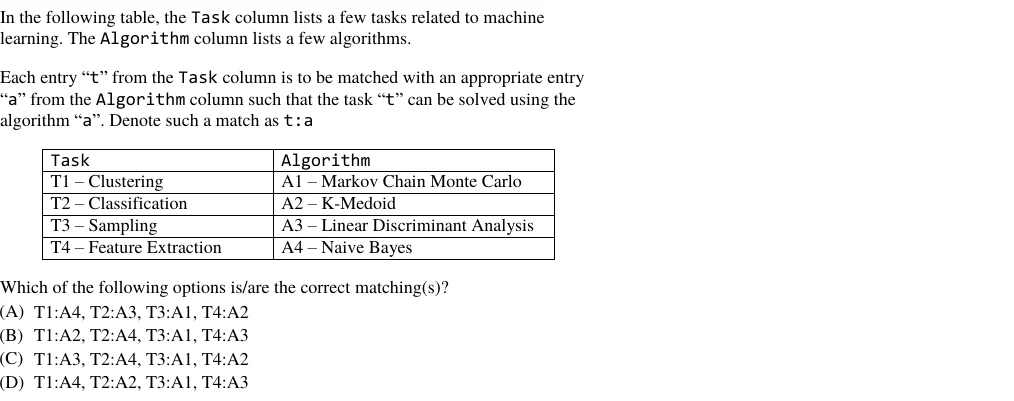 In the following table, the Task column lists a few tasks related to machine
learning. The Algorithm column lists a few algorithms.
Each entry “t” from the Task column is to be matched with an appropriate entry
“a” from the Algorithm column such that the task “t” can be solved using the
algorithm “a”. Denote such a match as t:a
Task Algorithm
T1 – Clustering A1 – Markov Chain Monte Carlo
T2 – Classification A2 – K-Medoid
T3 – Sampling A3 – Linear Discriminant Analysis
T4 – Feature Extraction A4 – Naive Bayes
Which of the following options is/are the correct matching(s)?
(A) T1:A4, T2:A3, T3:A1, T4:A2
(B) T1:A2, T2:A4, T3:A1, T4:A3
(C) T1:A3, T2:A4, T3:A1, T4:A2
(D) T1:A4, T2:A2, T3:A1, T4:A3